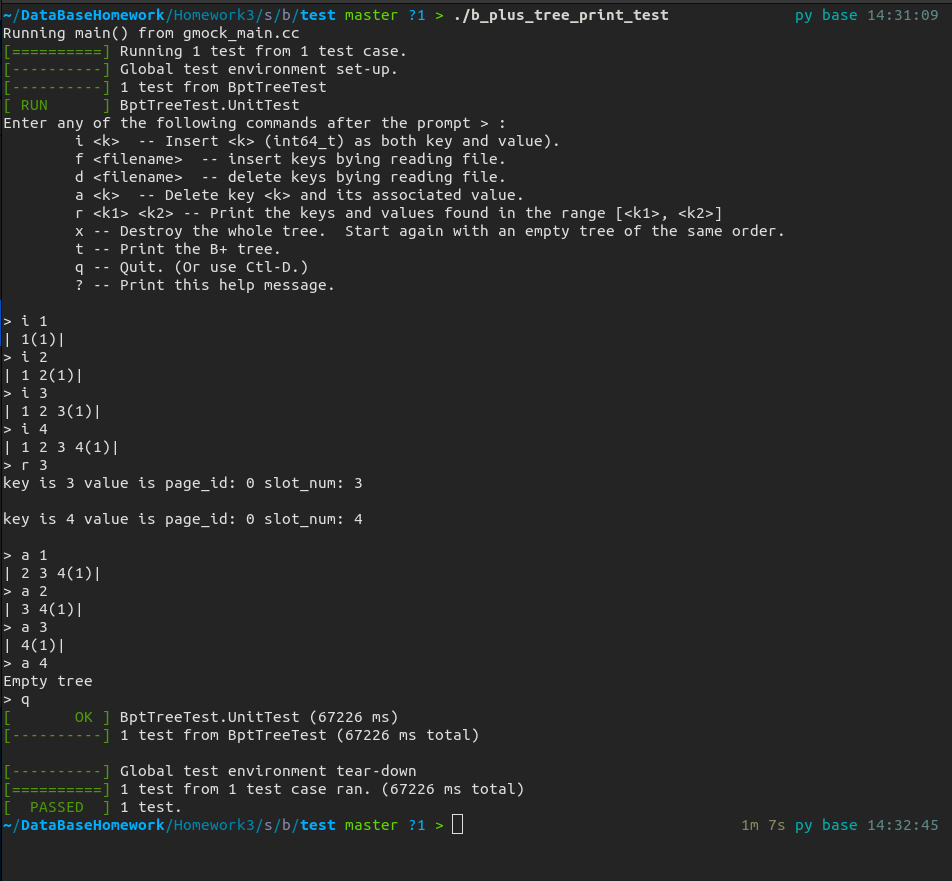 ~/DataBaseHomework/Homework3/s/b/test master ?1 > ./b_plus_tree_print_test py base 14:31:09
Running main() from gmock_main.cc
[==========] Running 1 test from 1 test case.
[----------] Global test environment set-up.
[----------] 1 test from BptTreeTest
[ RUN      ] BptTreeTest.UnitTest
Enter any of the following commands after the prompt > :
        i <k>  -- Insert <k> (int64_t) as both key and value).
        f <filename>  -- insert keys bying reading file.
        d <filename>  -- delete keys bying reading file.
        a <k>  -- Delete key <k> and its associated value.
        r <k1> <k2> -- Print the keys and values found in the range [<k1>, <k2>]
        x -- Destroy the whole tree.  Start again with an empty tree of the same order.
        t -- Print the B+ tree.
        q -- Quit. (Or use Ctl-D.)
        ? -- Print this help message.

> i 1
| 1(1)|
> i 2
| 1 2(1)|
> i 3
| 1 2 3(1)|
> i 4
| 1 2 3 4(1)|
> r 3
key is 3 value is page_id: 0 slot_num: 3

key is 4 value is page_id: 0 slot_num: 4

> a 1
| 2 3 4(1)|
> a 2
| 3 4(1)|
> a 3
| 4(1)|
> a 4
Empty tree
> q
[       OK ] BptTreeTest.UnitTest (67226 ms)
[----------] 1 test from BptTreeTest (67226 ms total)

[----------] Global test environment tear-down
[==========] 1 test from 1 test case ran. (67226 ms total)
[  PASSED  ] 1 test.
~/DataBaseHomework/Homework3/s/b/test master ?1 > 1m 7s py base 14:32:45